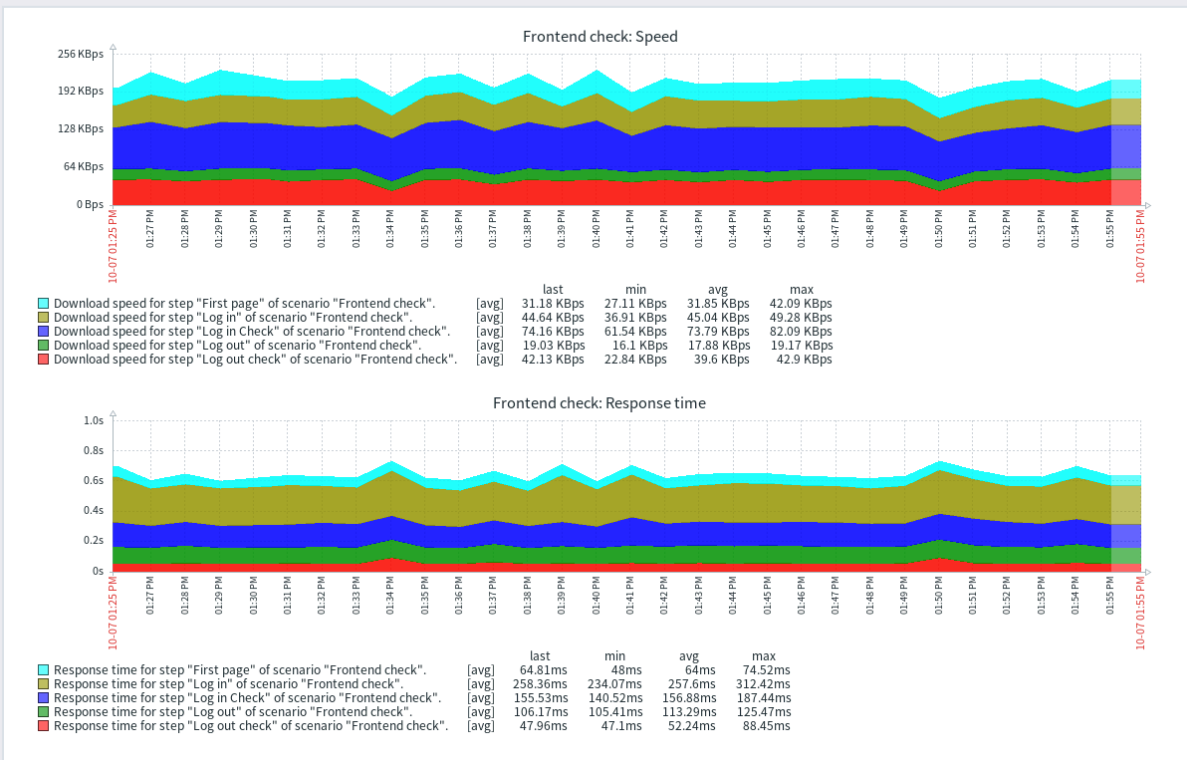 Frontend check: Speed
256 KBps
192 KBps
128 KBps
64 KBps
0 Bps
10-07 01:25 PM 01:27 PM 01:28 PM 01:29 PM 01:30 PM 01:31 PM 01:32 PM 01:33 PM 01:34 PM 01:35 PM 01:36 PM 01:37 PM 01:38 PM 01:39 PM 01:40 PM 01:41 PM 01:42 PM 01:43 PM 01:44 PM 01:45 PM 01:46 PM 01:47 PM 01:48 PM 01:49 PM 01:50 PM 01:51 PM 01:52 PM 01:53 PM 01:54 PM 01:55 PM 10-07 01:55 PM
last min avg max
Download speed for step "First page" of scenario "Frontend check". [avg] 31.18 KBps 27.11 KBps 31.85 KBps 42.09 KBps
Download speed for step "Log in" of scenario "Frontend check". [avg] 44.64 KBps 36.91 KBps 45.04 KBps 49.28 KBps
Download speed for step "Log in Check" of scenario "Frontend check". [avg] 74.16 KBps 61.54 KBps 73.79 KBps 82.09 KBps
Download speed for step "Log out" of scenario "Frontend check". [avg] 19.03 KBps 16.1 KBps 17.88 KBps 19.17 KBps
Download speed for step "Log out check" of scenario "Frontend check". [avg] 42.13 KBps 22.84 KBps 39.6 KBps 42.9 KBps
Frontend check: Response time
1.0s
0.8s
0.6s
0.4s
0.2s
0s
10-07 01:25 PM 01:27 PM 01:28 PM 01:29 PM 01:30 PM 01:31 PM 01:32 PM 01:33 PM 01:34 PM 01:35 PM 01:36 PM 01:37 PM 01:38 PM 01:39 PM 01:40 PM 01:41 PM 01:42 PM 01:43 PM 01:44 PM 01:45 PM 01:46 PM 01:47 PM 01:48 PM 01:49 PM 01:50 PM 01:51 PM 01:52 PM 01:53 PM 01:54 PM 01:55 PM 10-07 01:55 PM
last min avg max
Response time for step "First page" of scenario "Frontend check". [avg] 64.81ms 48ms 64ms 74.52ms
Response time for step "Log in" of scenario "Frontend check". [avg] 258.36ms 234.07ms 257.6ms 312.42ms
Response time for step "Log in Check" of scenario "Frontend check". [avg] 155.53ms 140.52ms 156.88ms 187.44ms
Response time for step "Log out" of scenario "Frontend check". [avg] 106.17ms 105.41ms 113.29ms 125.47ms
Response time for step "Log out check" of scenario "Frontend check". [avg] 47.96ms 47.1ms 52.24ms 88.45ms